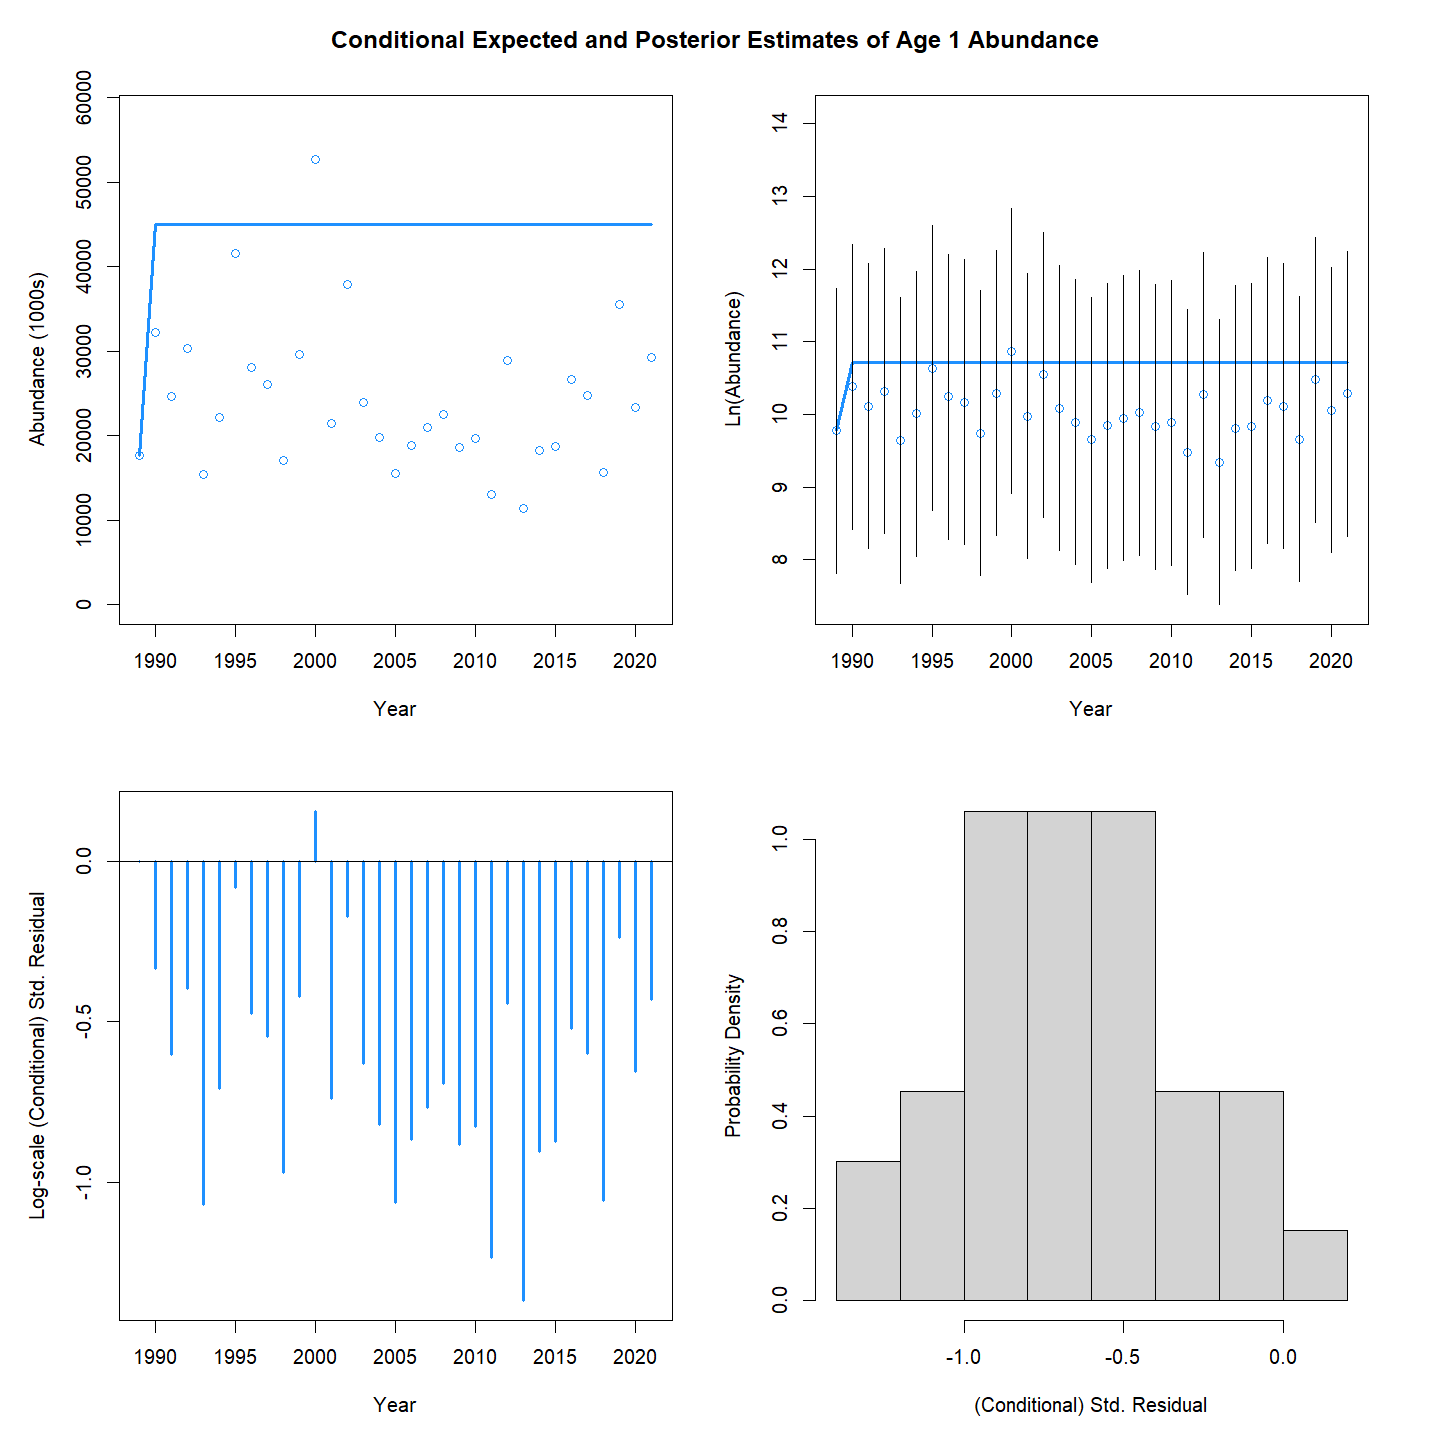 Conditional Expected and Posterior Estimates of Age 1 Abundance
Abundance (1000s)
60000
50000
40000
30000
20000
10000
0
1990 1995 2000 2005 2010 2015 2020
Year
Ln(Abundance)
14
13
12
11
10
9
8
1990 1995 2000 2005 2010 2015 2020
Year
Log-scale (Conditional) Std. Residual
0.0
-0.5
-1.0
1990 1995 2000 2005 2010 2015 2020
Year
Probability Density
1.0
0.8
0.6
0.4
0.2
0.0
-1.0 -0.5 0.0
(Conditional) Std. Residual